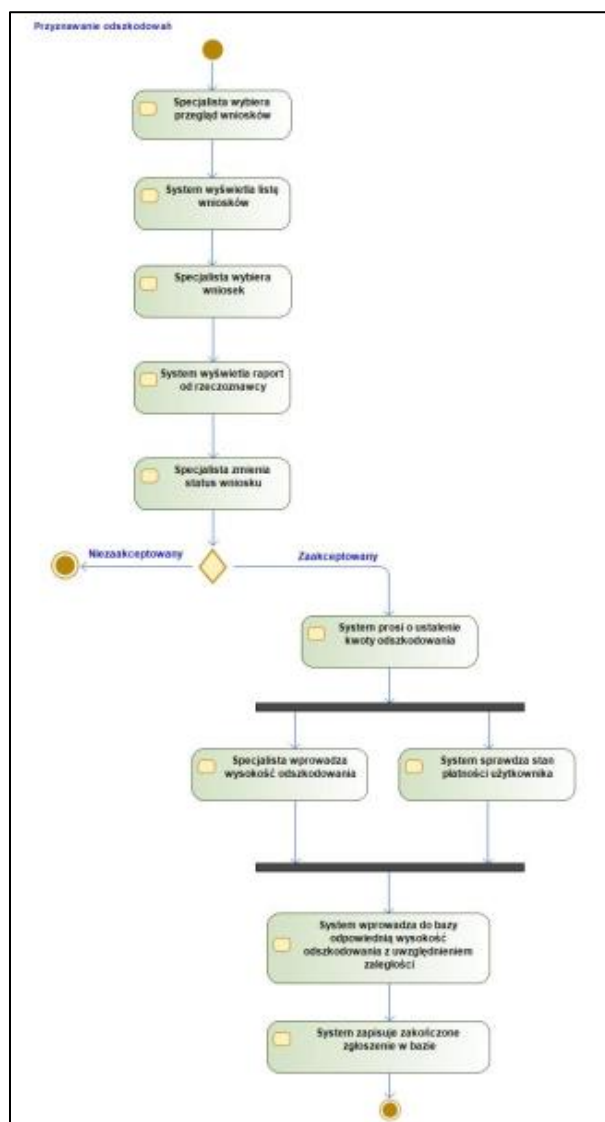 Przyznawanie odszkodowań
Specjalista wybiera
przegląd wniosków
System wyświetla listę
wniosków
Specjalista wybiera
wniosek
System wyświetla raport
od rzeczoznawcy
Specjalista zmienia
status wniosku
Niezaakceptowany
Zaakceptowany
System prosi o ustalenie
kwoty odszkodowania
Specjalista wprowadza
wysokość odszkodowania
System sprawdza stan
płatności użytkownika
System wprowadza do bazy
odpowiednią wysokość
odszkodowania z uwzględnieniem
zaległości
System zapisuje zakończone
zgłoszenie w bazie